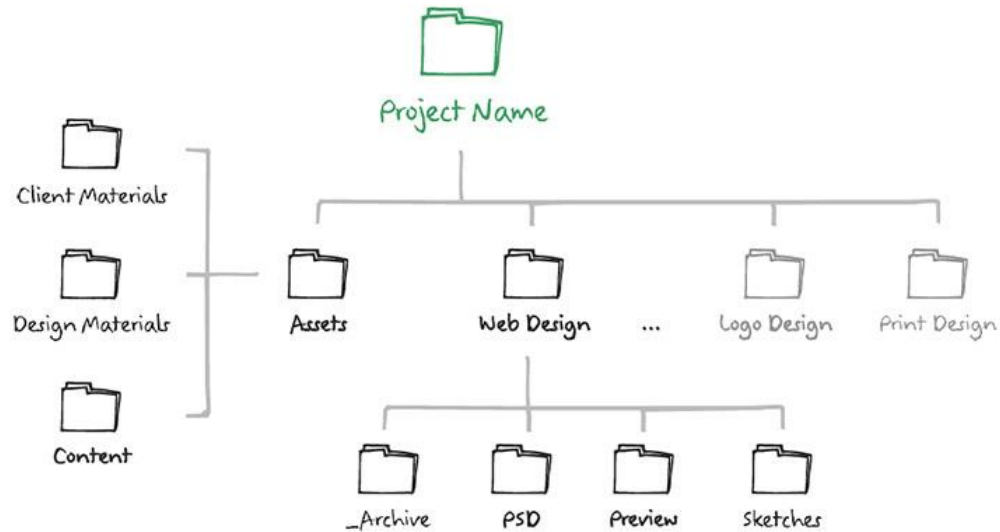 Project Name
Client Materials
Design Materials
Content
Assets
Web Design
...
Logo Design
Print Design
_Archive
PSD
Preview
Sketches